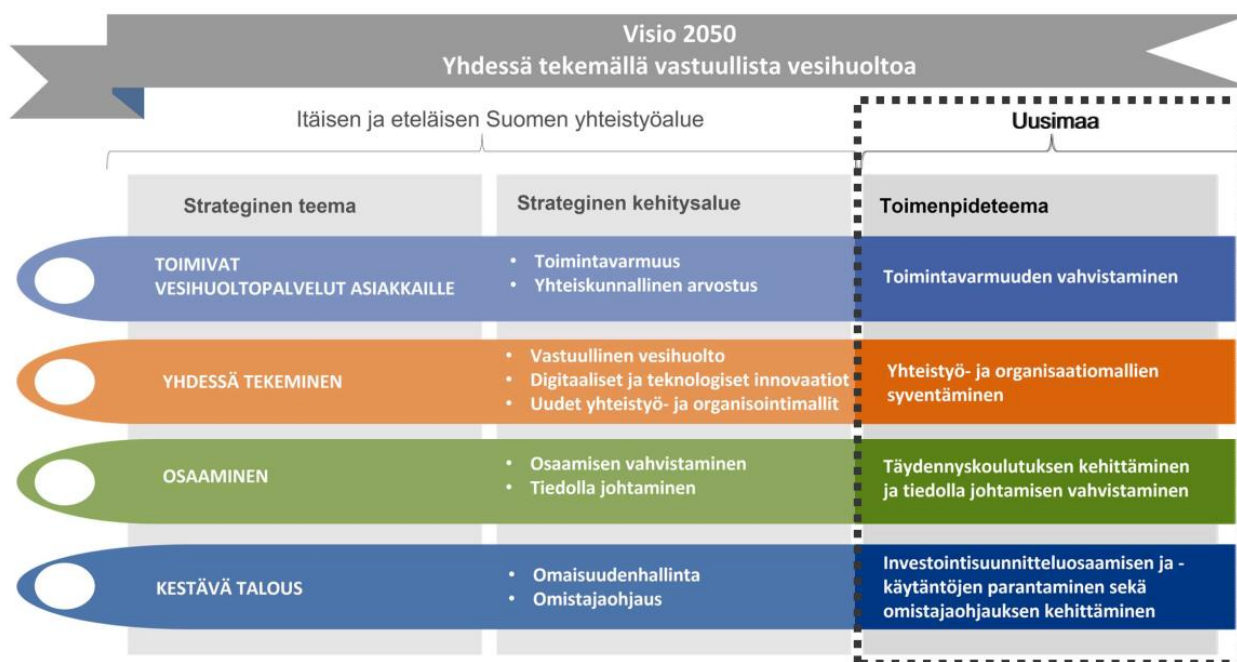 Visio 2050
Yhdessä tekemällä vastuullista vesihuoltoa
Itäisen ja eteläisen Suomen yhteistyöalue
Uusimaa
Strateginen teema
Strateginen kehitysalue
Toimenpideteema
TOIMIVAT
VESIHUOLTOPALVELUT ASIAKKAILLE
• Toimintavarmuus
• Yhteiskunnallinen arvostus
Toimintavarmuuden vahvistaminen
YHDESSÄ TEKEMINEN
• Vastuullinen vesihuolto
• Digitaaliset ja teknologiset innovaatiot
• Uudet yhteistyö- ja organisointimallit
Yhteistyö- ja organisaatiomallien
syventäminen
OSAAMINEN
• Osaamisen vahvistaminen
• Tiedolla johtaminen
Täydennyskoulutuksen kehittäminen
ja tiedolla johtamisen vahvistaminen
KESTÄVÄ TALOUS
• Omaisuudenhallinta
• Omistajaohjaus
Investointisuunnitteluosaamisen ja -
käytäntöjen parantaminen sekä
omistajaohjauksen kehittäminen